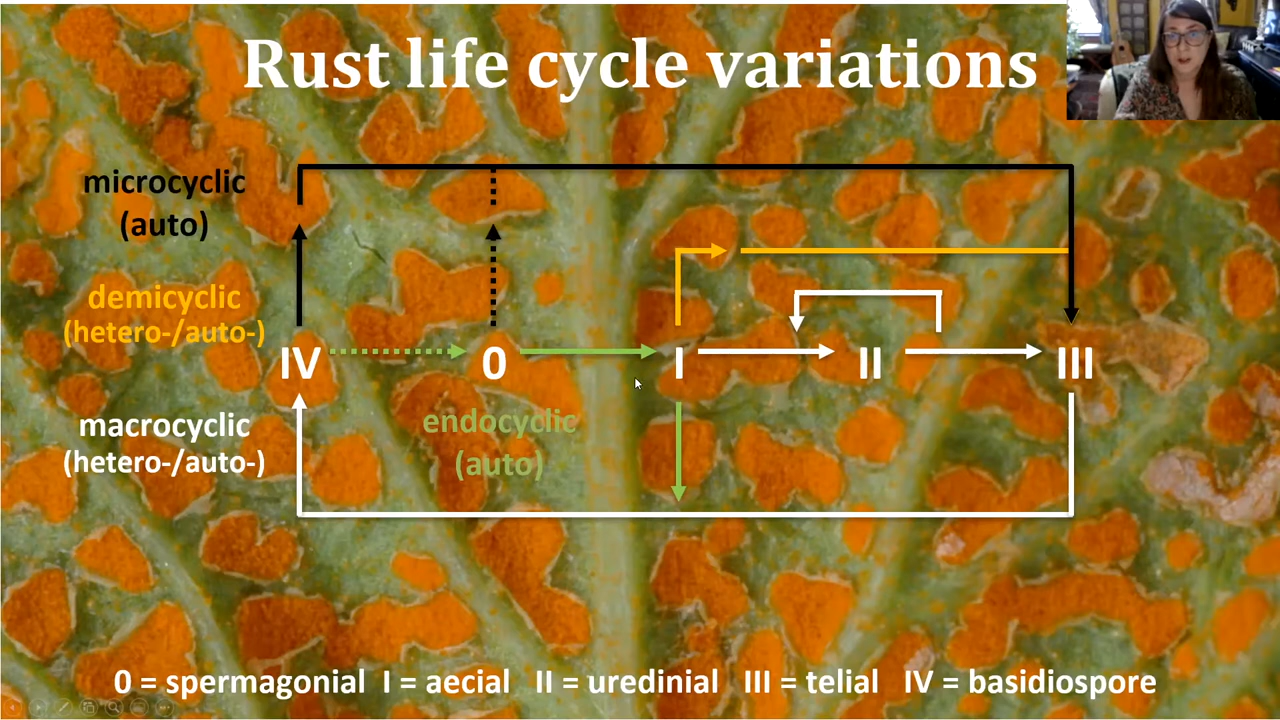 Rust life cycle variations
microcyclic
(auto)
demicyclic
(hetero-/auto-)
IV
0
I
II
III
macrocyclic
(hetero-/auto-)
endocyclic
(auto)
0 = spermagonial I = aecial II = uredinial III = telial IV = basidiospore